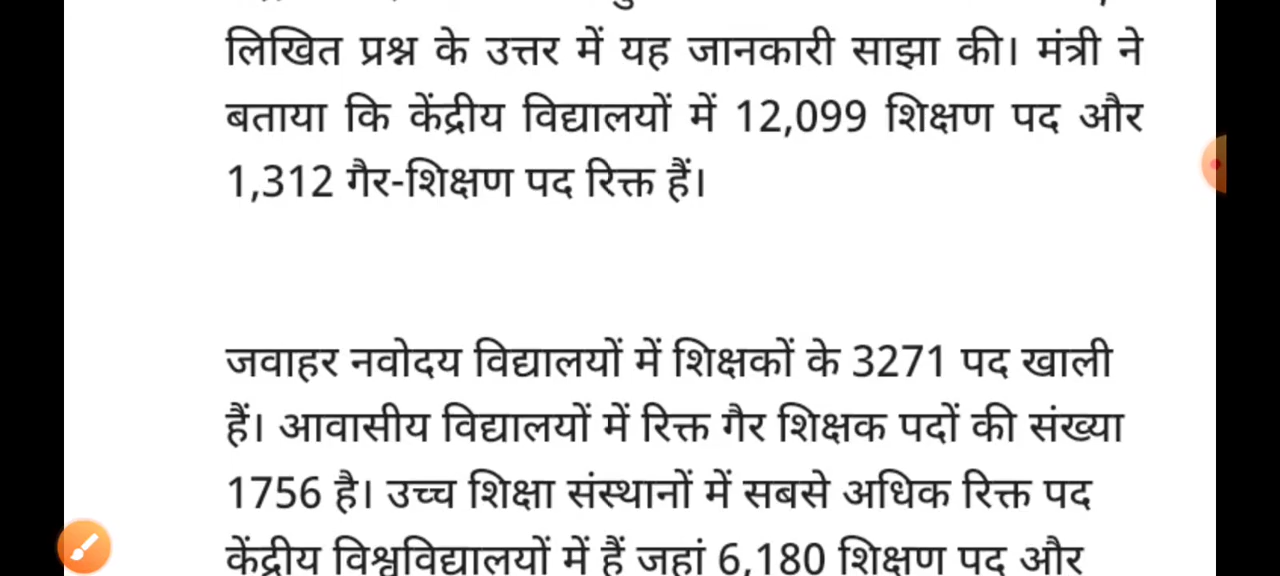 लिखित प्रश्न के उत्तर में यह जानकारी साझा की। मंत्री ने
बताया कि केंद्रीय विद्यालयों में 12,099 शिक्षण पद और
1,312 गैर-शिक्षण पद रिक्त हैं।
जवाहर नवोदय विद्यालयों में शिक्षकों के 3271 पद खाली
हैं। आवासीय विद्यालयों में रिक्त गैर शिक्षक पदों की संख्या
1756 है। उच्च शिक्षा संस्थानों में सबसे अधिक रिक्त पद
केंद्रीय विश्वविद्यालयों में हैं जहां 6,180 शिक्षण पद और